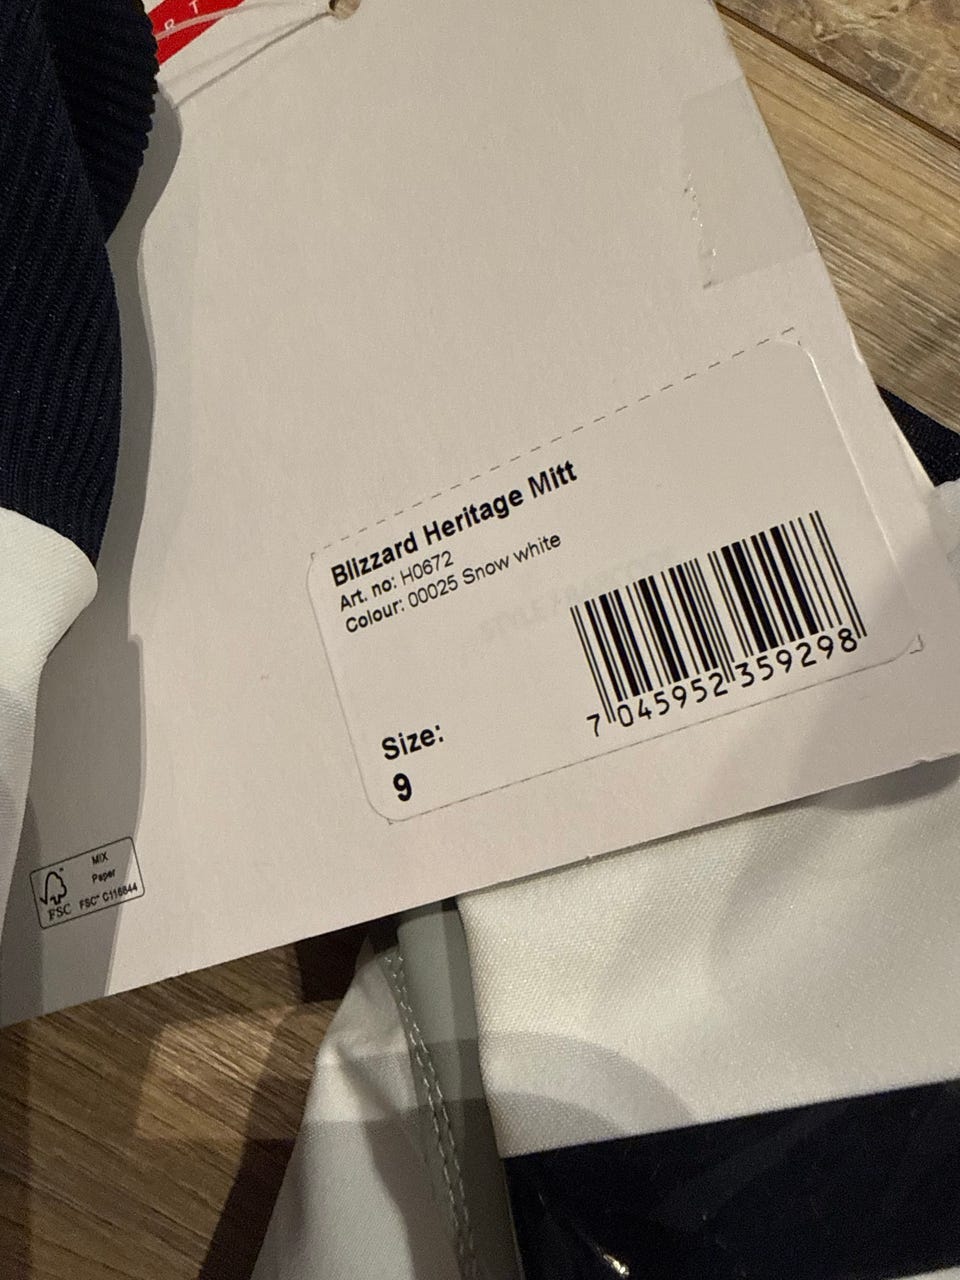 R T
Blizzard Heritage Mitt
Art. no: H0672
Colour: 00025 Snow white
7 045952 359298
Size:
9
MIX
Paper
FSC
FSC® C116844